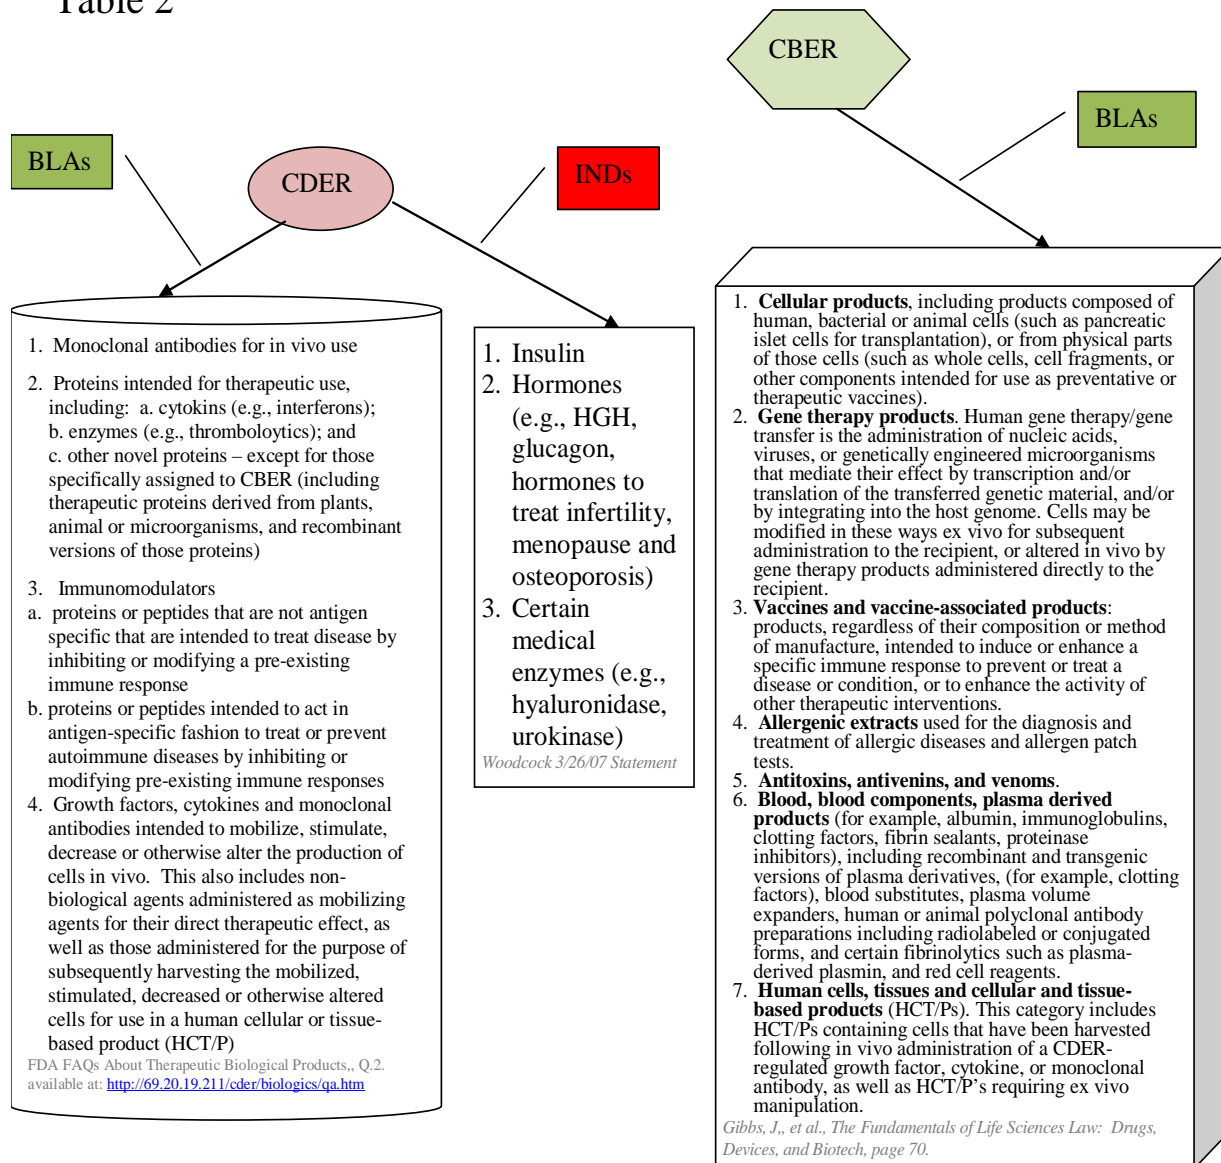 Table 2
CBER
BLAs
BLAs
CDER
INDs
1. Monoclonal antibodies for in vivo use
2. Proteins intended for therapeutic use,
including: a. cytokins (e.g., interferons);
b. enzymes (e.g., thromboloytics); and
c. other novel proteins – except for those
specifically assigned to CBER (including
therapeutic proteins derived from plants,
animal or microorganisms, and recombinant
versions of those proteins)
3. Immunomodulators
a. proteins or peptides that are not antigen
specific that are intended to treat disease by
inhibiting or modifying a pre-existing
immune response
b. proteins or peptides intended to act in
antigen-specific fashion to treat or prevent
autoimmune diseases by inhibiting or
modifying pre-existing immune responses
4. Growth factors, cytokines and monoclonal
antibodies intended to mobilize, stimulate,
decrease or otherwise alter the production of
cells in vivo. This also includes non-
biological agents administered as mobilizing
agents for their direct therapeutic effect, as
well as those administered for the purpose of
subsequently harvesting the mobilized,
stimulated, decreased or otherwise altered
cells for use in a human cellular or tissue-
based product (HCT/P)
FDA FAQs About Therapeutic Biological Products,, Q.2.
available at: http://69.20.19.211/cder/biologics/qa.htm
1. Insulin
2. Hormones
(e.g., HGH,
glucagon,
hormones to
treat infertility,
menopause and
osteoporosis)
3. Certain
medical
enzymes (e.g.,
hyaluronidase,
urokinase)
Woodcock 3/26/07 Statement
1. Cellular products, including products composed of
human, bacterial or animal cells (such as pancreatic
islet cells for transplantation), or from physical parts
of those cells (such as whole cells, cell fragments, or
other components intended for use as preventative or
therapeutic vaccines).
2. Gene therapy products. Human gene therapy/gene
transfer is the administration of nucleic acids,
viruses, or genetically engineered microorganisms
that mediate their effect by transcription and/or
translation of the transferred genetic material, and/or
by integrating into the host genome. Cells may be
modified in these ways ex vivo for subsequent
administration to the recipient, or altered in vivo by
gene therapy products administered directly to the
recipient.
3. Vaccines and vaccine-associated products:
products, regardless of their composition or method
of manufacture, intended to induce or enhance a
specific immune response to prevent or treat a
disease or condition, or to enhance the activity of
other therapeutic interventions.
4. Allergenic extracts used for the diagnosis and
treatment of allergic diseases and allergen patch
tests.
5. Antitoxins, antivenins, and venoms.
6. Blood, blood components, plasma derived
products (for example, albumin, immunoglobulins,
clotting factors, fibrin sealants, proteinase
inhibitors), including recombinant and transgenic
versions of plasma derivatives, (for example, clotting
factors), blood substitutes, plasma volume
expanders, human or animal polyclonal antibody
preparations including radiolabeled or conjugated
forms, and certain fibrinolytics such as plasma-
derived plasmin, and red cell reagents.
7. Human cells, tissues and cellular and tissue-
based products (HCT/Ps). This category includes
HCT/Ps containing cells that have been harvested
following in vivo administration of a CDER-
regulated growth factor, cytokine, or monoclonal
antibody, as well as HCT/P's requiring ex vivo
manipulation.
Gibbs, J,, et al., The Fundamentals of Life Sciences Law: Drugs,
Devices, and Biotech, page 70.